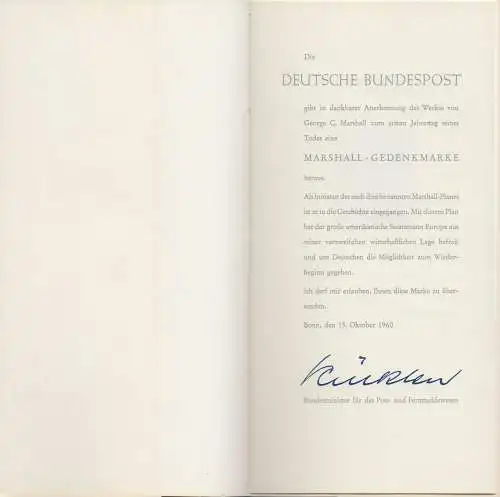 Die
DEUTSCHE BUNDESPOST
gibt in dankbarer Anerkennung des Werkes von
George C. Marshall zum ersten Jahrestag seines
Todes eine
MARSHALL-GEDENKMARKE
heraus.
Als Initiator des nach ihm benannten Marshall-Planes
ist er in die Geschichte eingegangen. Mit diesem Plan
hat der große amerikanische Staatsmann Europa aus
seiner verzweifelten wirtschaftlichen Lage befreit
und uns Deutschen die Möglichkeit zum Wieder-
beginn gegeben.
Ich darf mir erlauben, Ihnen diese Marke zu über-
senden.
Bonn, den 15. Oktober 1960
Bundesminister für das Post- und Fernmeldewesen